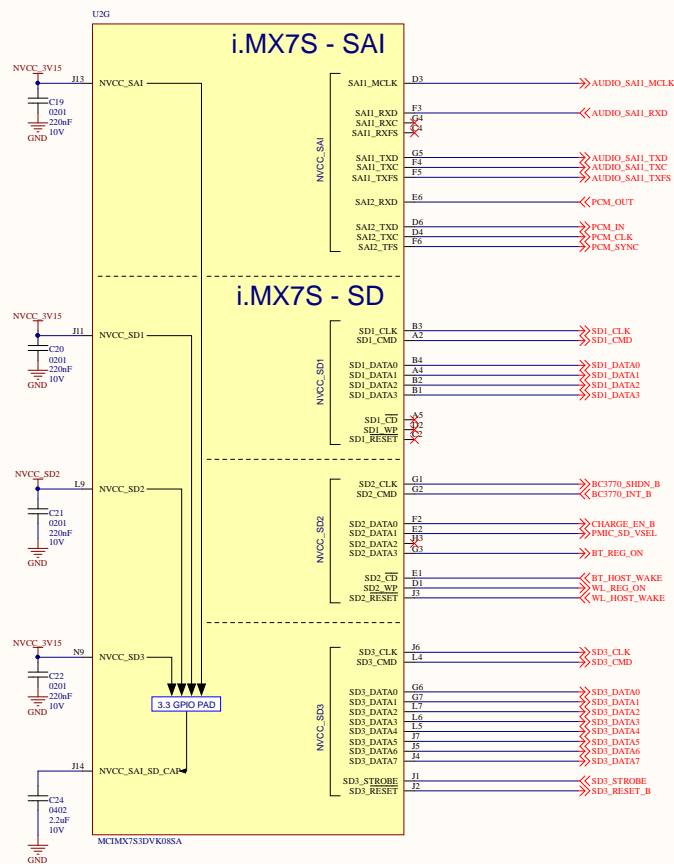 U2G
i.MX7S - SAI
NVCC_3V15
J13
NVCC_SAI
C19
0201
220nF
10V
GND
NVCC_SAI
SAI1_MCLK D3 AUDIO_SAI1_MCLK
SAI1_RXD F3 AUDIO_SAI1_RXD
SAI1_RXC G4
SAI1_RXFS C4
SAI1_TXD G5 AUDIO_SAI1_TXD
SAI1_TXC F4 AUDIO_SAI1_TXC
SAI1_TXFS F5 AUDIO_SAI1_TXFS
SAI2_RXD E6 PCM_OUT
SAI2_TXD D6 PCM_IN
SAI2_TXC D4 PCM_CLK
SAI2_TFS F6 PCM_SYNC
i.MX7S - SD
NVCC_3V15
J11
NVCC_SD1
C20
0201
220nF
10V
GND
NVCC_SD1
SD1_CLK B3 SD1_CLK
SD1_CMD A2 SD1_CMD
SD1_DATA0 B4 SD1_DATA0
SD1_DATA1 A4 SD1_DATA1
SD1_DATA2 B2 SD1_DATA2
SD1_DATA3 B1 SD1_DATA3
SD1_CD A5
SD1_WP D2
SD1_RESET C2
NVCC_SD2
L9
NVCC_SD2
C21
0201
220nF
10V
GND
NVCC_SD2
SD2_CLK G1 BC3770_SHDN_B
SD2_CMD G2 BC3770_INT_B
SD2_DATA0 F2 CHARGE_EN_B
SD2_DATA1 E2 PMIC_SD_VSEL
SD2_DATA2 H3
SD2_DATA3 G3 BT_REG_ON
SD2_CD E1 BT_HOST_WAKE
SD2_WP D1 WL_REG_ON
SD2_RESET J3 WL_HOST_WAKE
NVCC_3V15
N9
NVCC_SD3
C22
0201
220nF
10V
GND
NVCC_SD3
SD3_CLK J6 SD3_CLK
SD3_CMD L4 SD3_CMD
SD3_DATA0 G6 SD3_DATA0
SD3_DATA1 G7 SD3_DATA1
SD3_DATA2 L7 SD3_DATA2
SD3_DATA3 L6 SD3_DATA3
SD3_DATA4 L5 SD3_DATA4
SD3_DATA5 J7 SD3_DATA5
SD3_DATA6 J5 SD3_DATA6
SD3_DATA7 J4 SD3_DATA7
SD3_STROBE J1 SD3_STROBE
SD3_RESET J2 SD3_RESET_B
3.3 GPIO PAD
J14
NVCC_SAI_SD_CAP
C24
0402
2.2uF
10V
GND
MCIMX7S3DVK08SA